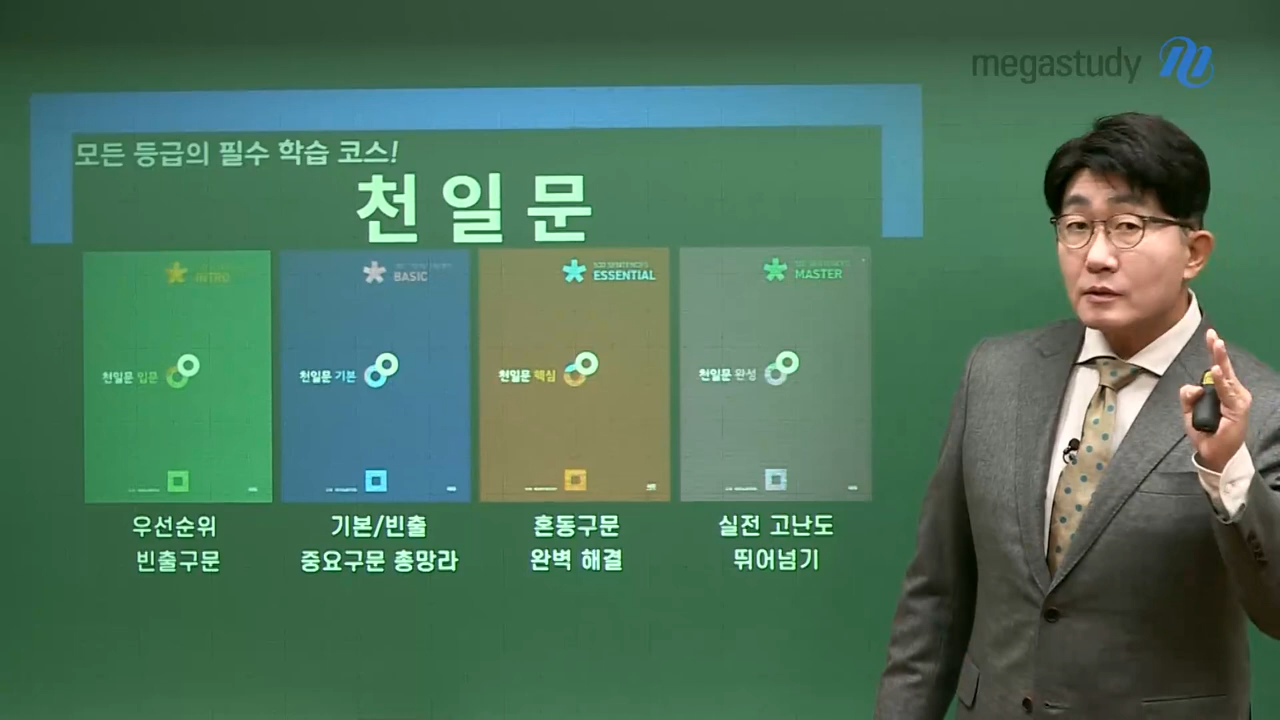 megastudy
모든 등급의 필수 학습 코스!
천일문
INTRO
BASIC
ESSENTIAL
MASTER
천일문 입문
천일문 기본
천일문 핵심
천일문 완성
우선순위
빈출구문
기본/빈출
중요구문 총망라
혼동구문
완벽 해결
실전 고난도
뛰어넘기